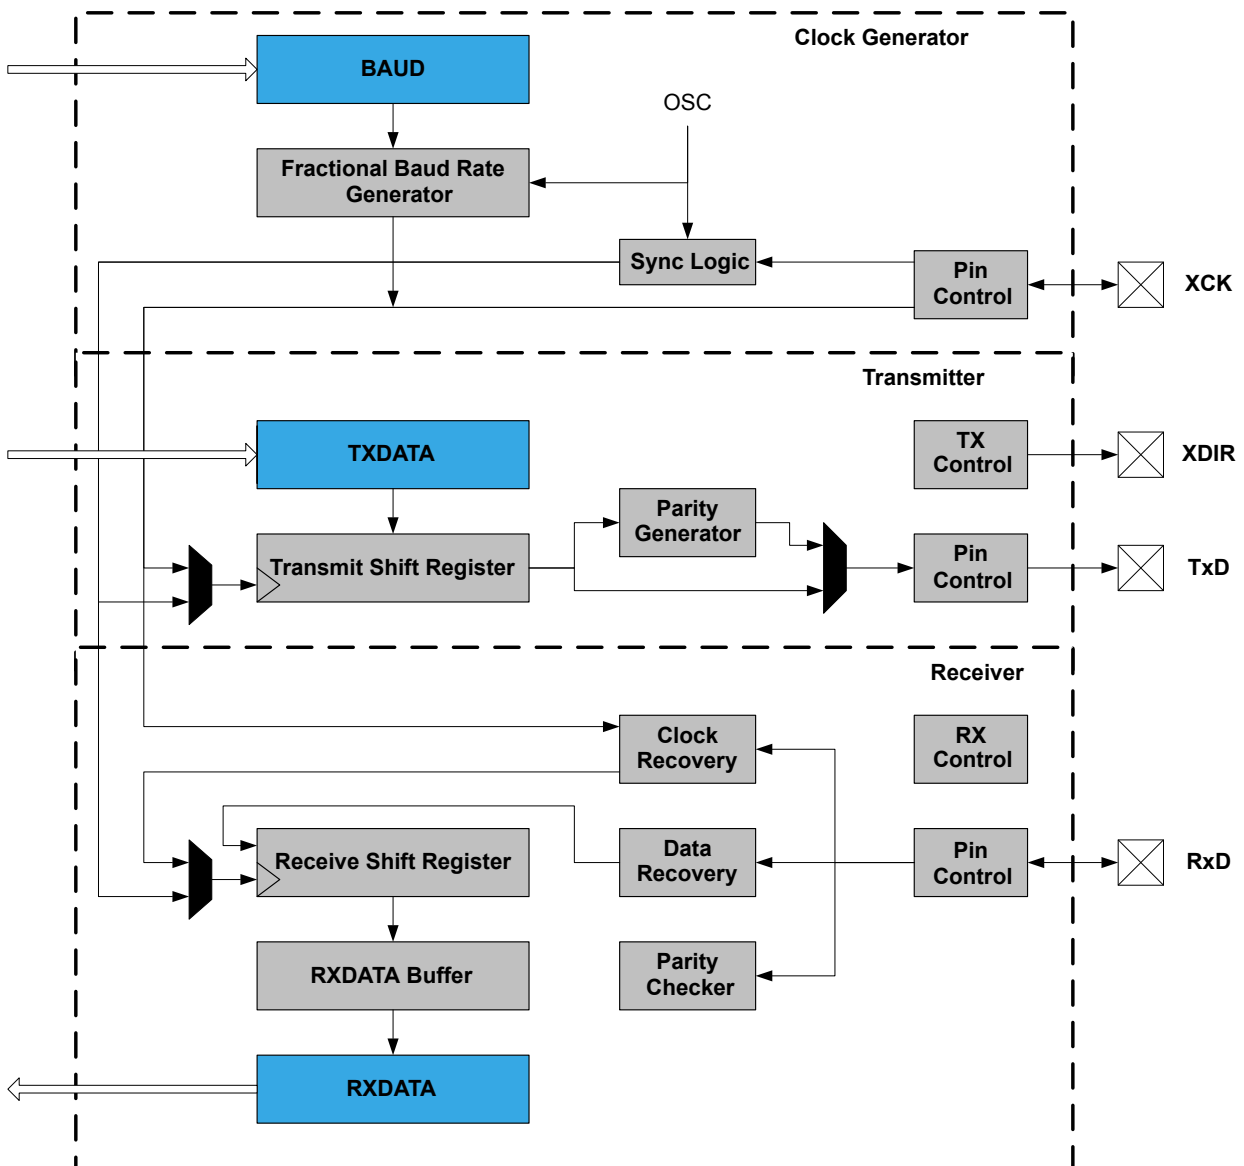 Clock Generator
BAUD
OSC
Fractional Baud Rate
Generator
Sync Logic
Pin
Control
XCK
Transmitter
TXDATA
TX
Control
XDIR
Parity
Generator
Transmit Shift Register
Pin
Control
TxD
Receiver
Clock
Recovery
RX
Control
Receive Shift Register
Data
Recovery
Pin
Control
RxD
RXDATA Buffer
Parity
Checker
RXDATA